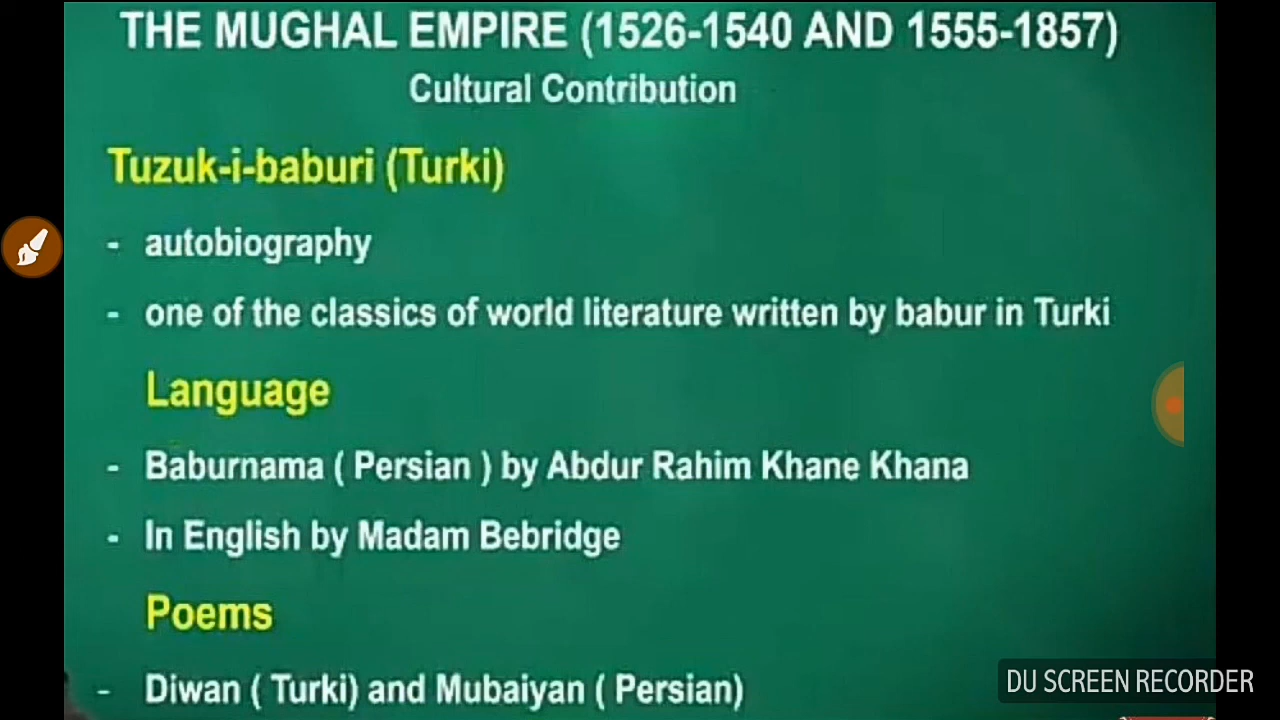 THE MUGHAL EMPIRE (1526-1540 AND 1555-1857)
Cultural Contribution
Tuzuk-i-baburi (Turki)
- autobiography
- one of the classics of world literature written by babur in Turki
Language
- Baburnama ( Persian ) by Abdur Rahim Khane Khana
- In English by Madam Bebridge
Poems
- Diwan ( Turki) and Mubaiyan ( Persian)
DU SCREEN RECORDER